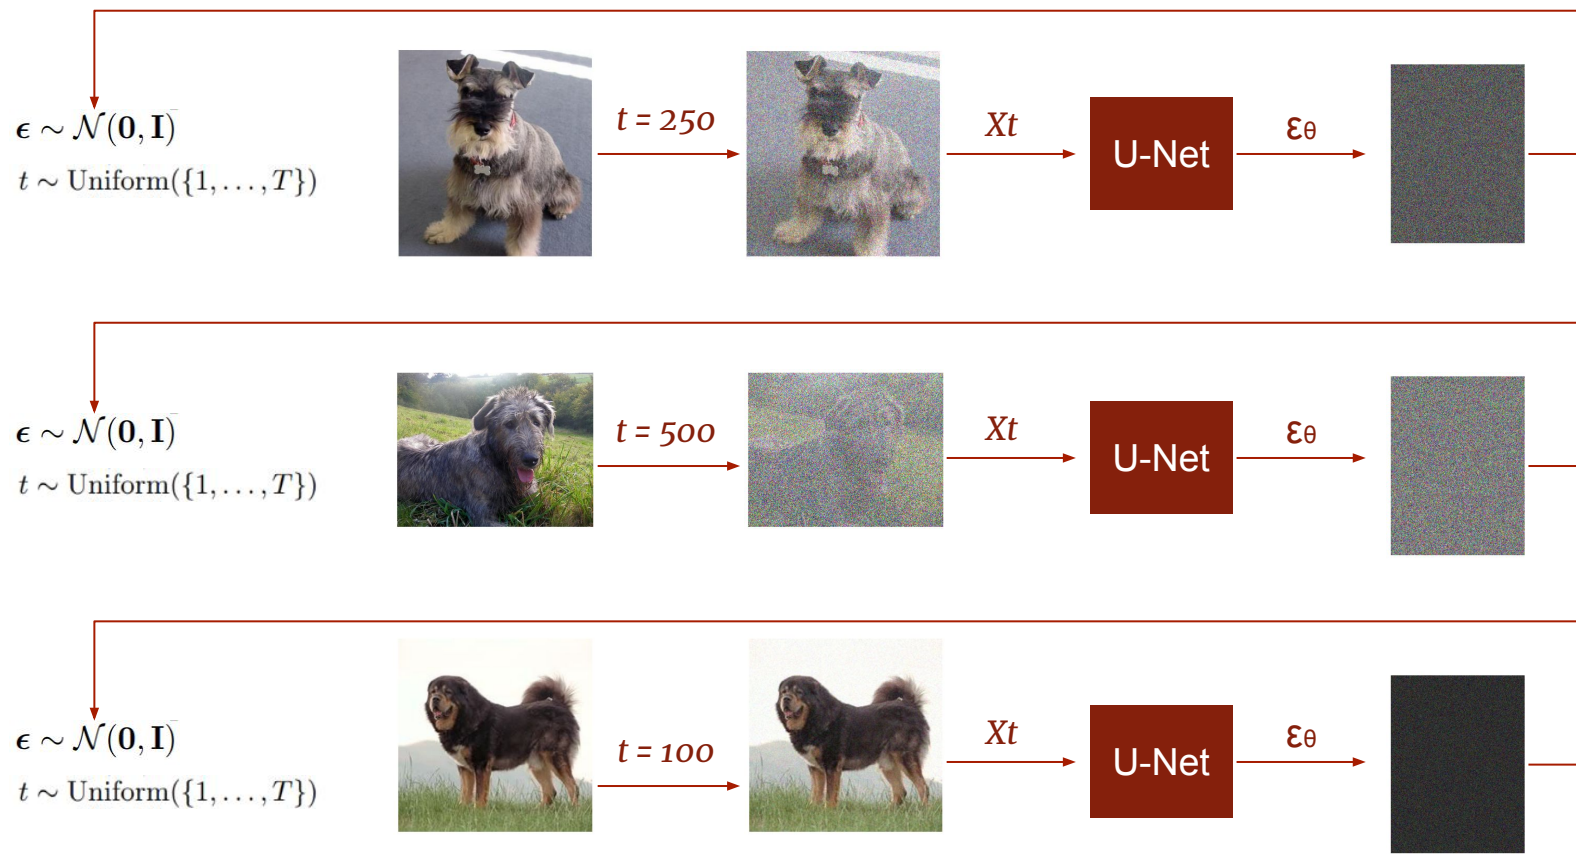 t = 250
Xt
εθ
ϵ ∼ 𝒩(0, I)
U-Net
t ∼ Uniform({1, . . . , T})
t = 500
Xt
εθ
ϵ ∼ 𝒩(0, I)
U-Net
t ∼ Uniform({1, . . . , T})
t = 100
Xt
εθ
ϵ ∼ 𝒩(0, I)
U-Net
t ∼ Uniform({1, . . . , T})